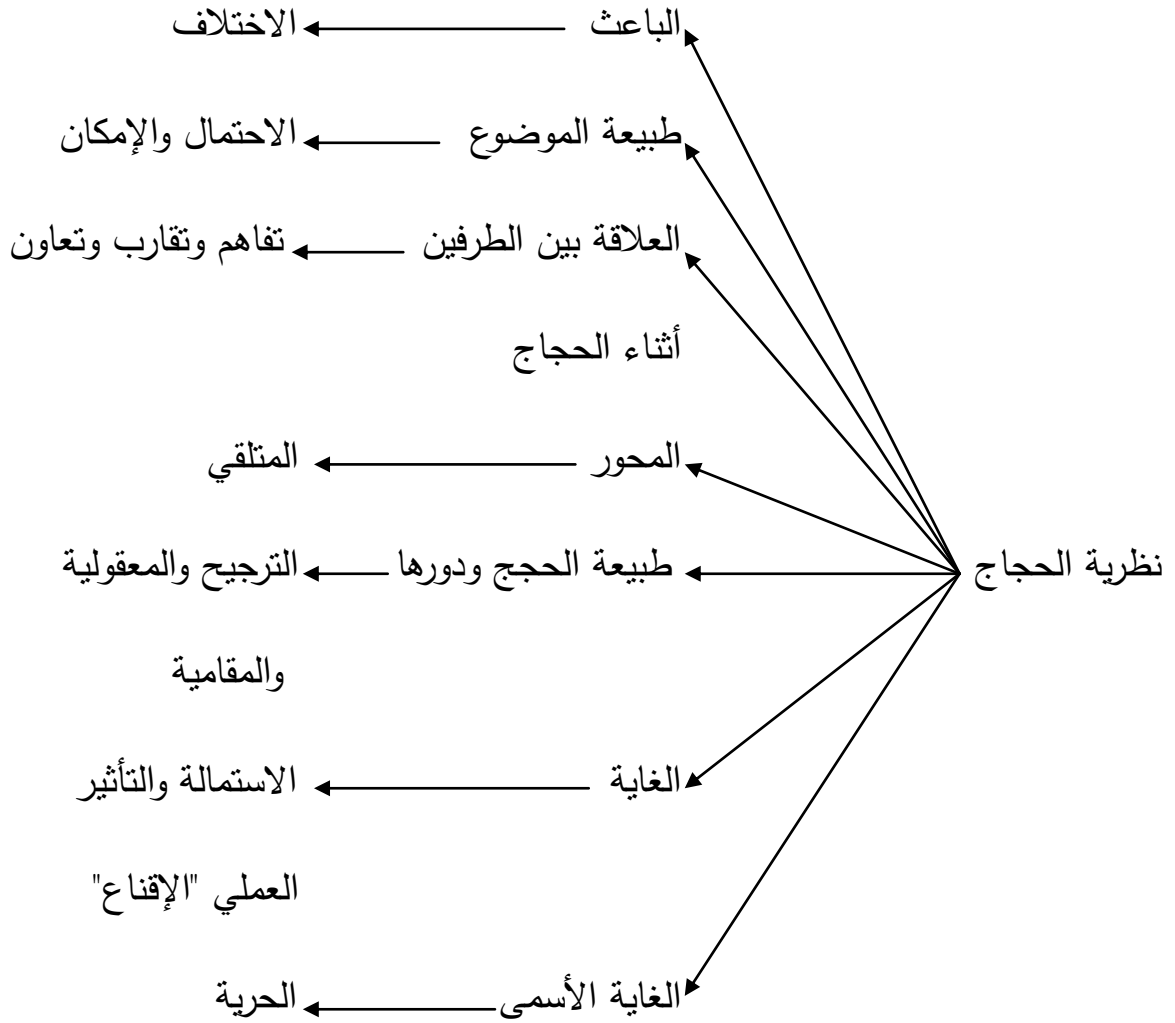 الباعث الاختلاف
طبيعة الموضوع الاحتمال والإمكان
العلاقة بين الطرفين تفاهم وتقارب وتعاون
أثناء الحجاج
المحور المتلقي
نظرية الحجاج طبيعة الحجج ودورها الترجيح والمعقولية
والمقامية
الغاية الاستمالة والتأثير
العملي "الإقناع"
الغاية الأسمى الحرية